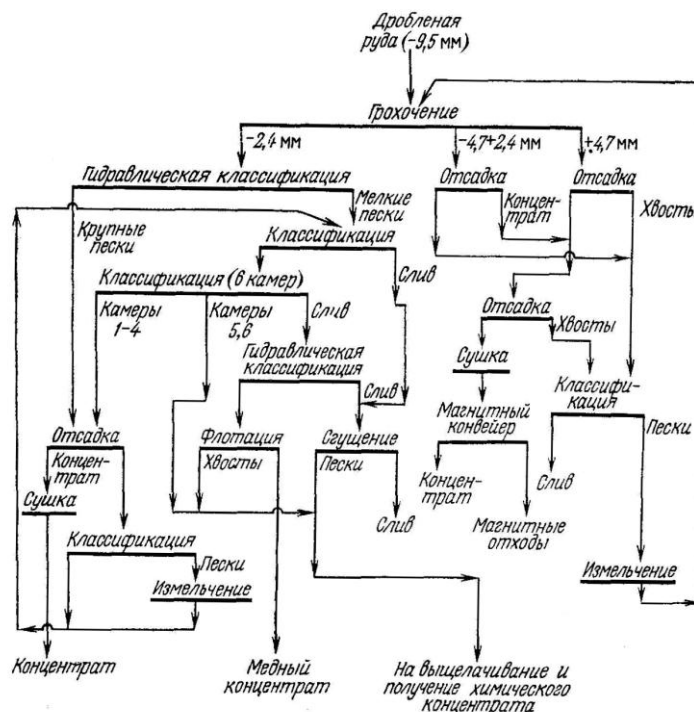 Дробленая
руда (-9,5 мм)
Грохочение
-2,4 мм
-4,7+2,4 мм
+4,7 мм
Гидравлическая классификация
Отсадка
Отсадка
Мелкие
пески
Концен-
трат
Хвосты
Крупные
пески
Классификация
Слив
Классификация (6 камер)
Камеры
1-4
Камеры
5,6
Слив
Отсадка
Хвосты
Гидравлическая
классификация
Сушка
Слив
Классифи-
кация
Магнитный
конвейер
Пески
Отсадка
Флотация
Сгущение
Концентрат
Хвосты
Пески
Концен-
трат
Слив
Сушка
Слив
Магнитные
отходы
Классификация
Пески
Измельчение
Измельчение
Концентрат
Медный
концентрат
На выщелачивание и
получение химического
концентрата